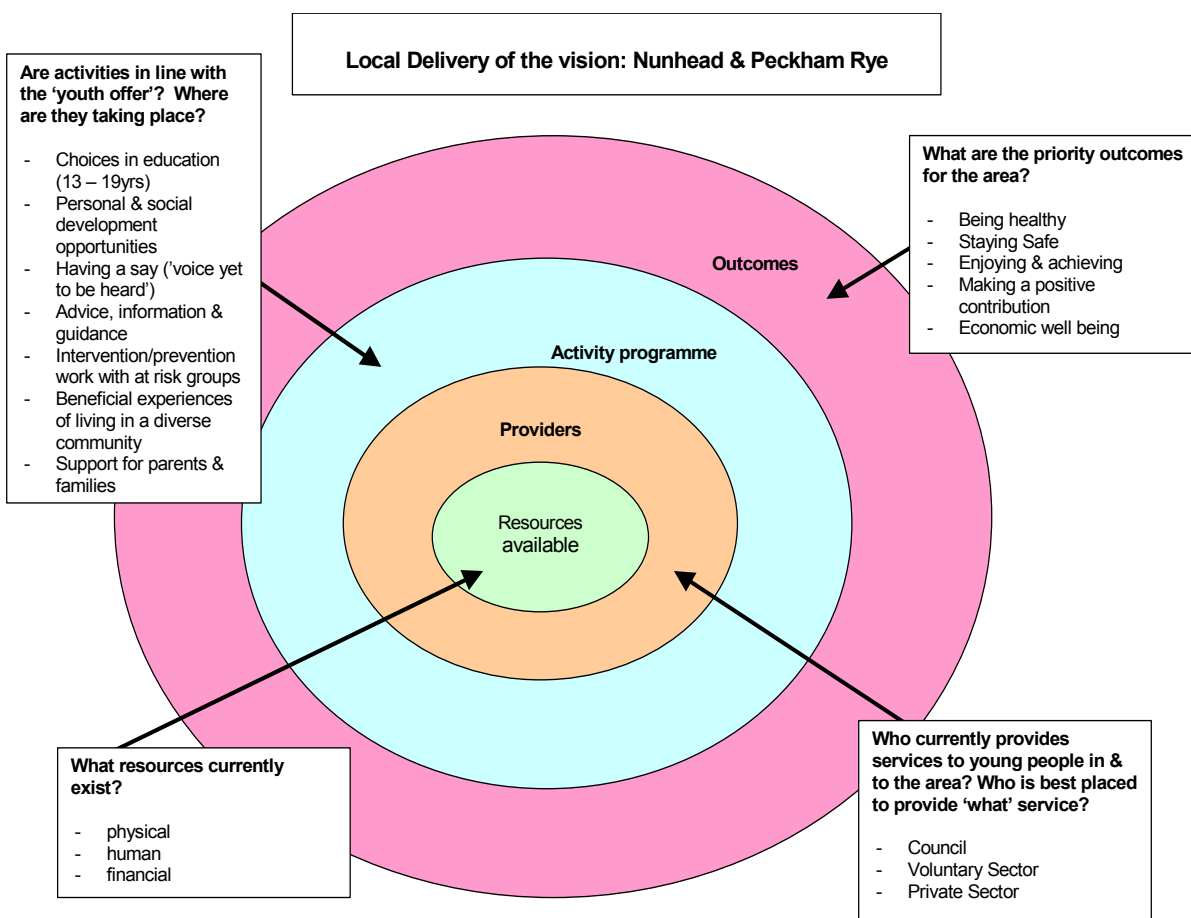 Local Delivery of the vision: Nunhead & Peckham Rye
Are activities in line with
the ‘youth offer’?  Where
are they taking place?
- Choices in education
(13 – 19yrs)
- Personal & social
development
opportunities
- Having a say (’voice yet
to be heard’)
- Advice, information &
guidance
- Intervention/prevention
work with at risk groups
- Beneficial experiences
of living in a diverse
community
- Support for parents &
families
What are the priority outcomes
for the area?
- Being healthy
- Staying Safe
- Enjoying & achieving
- Making a positive
contribution
- Economic well being
Outcomes
Activity programme
Providers
Resources
available
What resources currently
exist?
- physical
- human
- financial
Who currently provides
services to young people in &
to the area? Who is best placed
to provide ‘what’ service?
- Council
- Voluntary Sector
- Private Sector